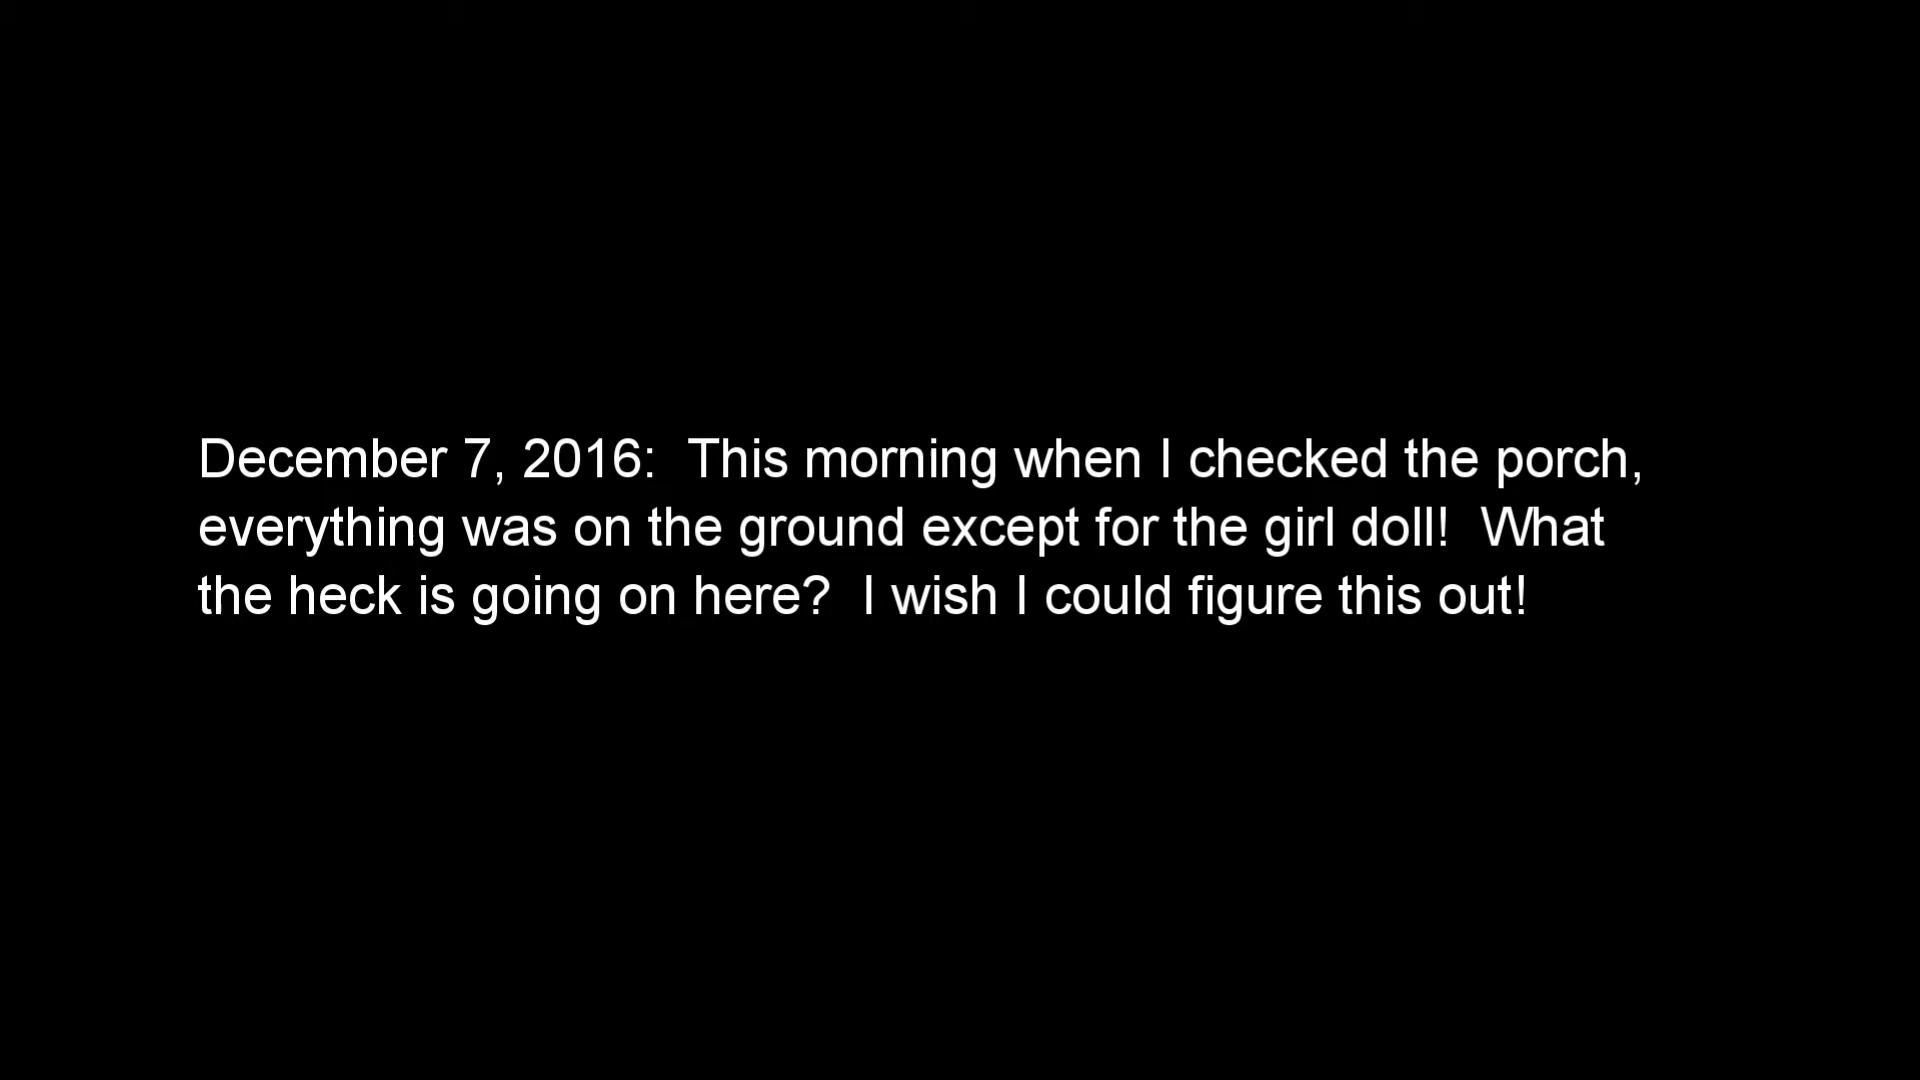 December 7, 2016:  This morning when I checked the porch,
everything was on the ground except for the girl doll!  What
the heck is going on here?  I wish I could figure this out!